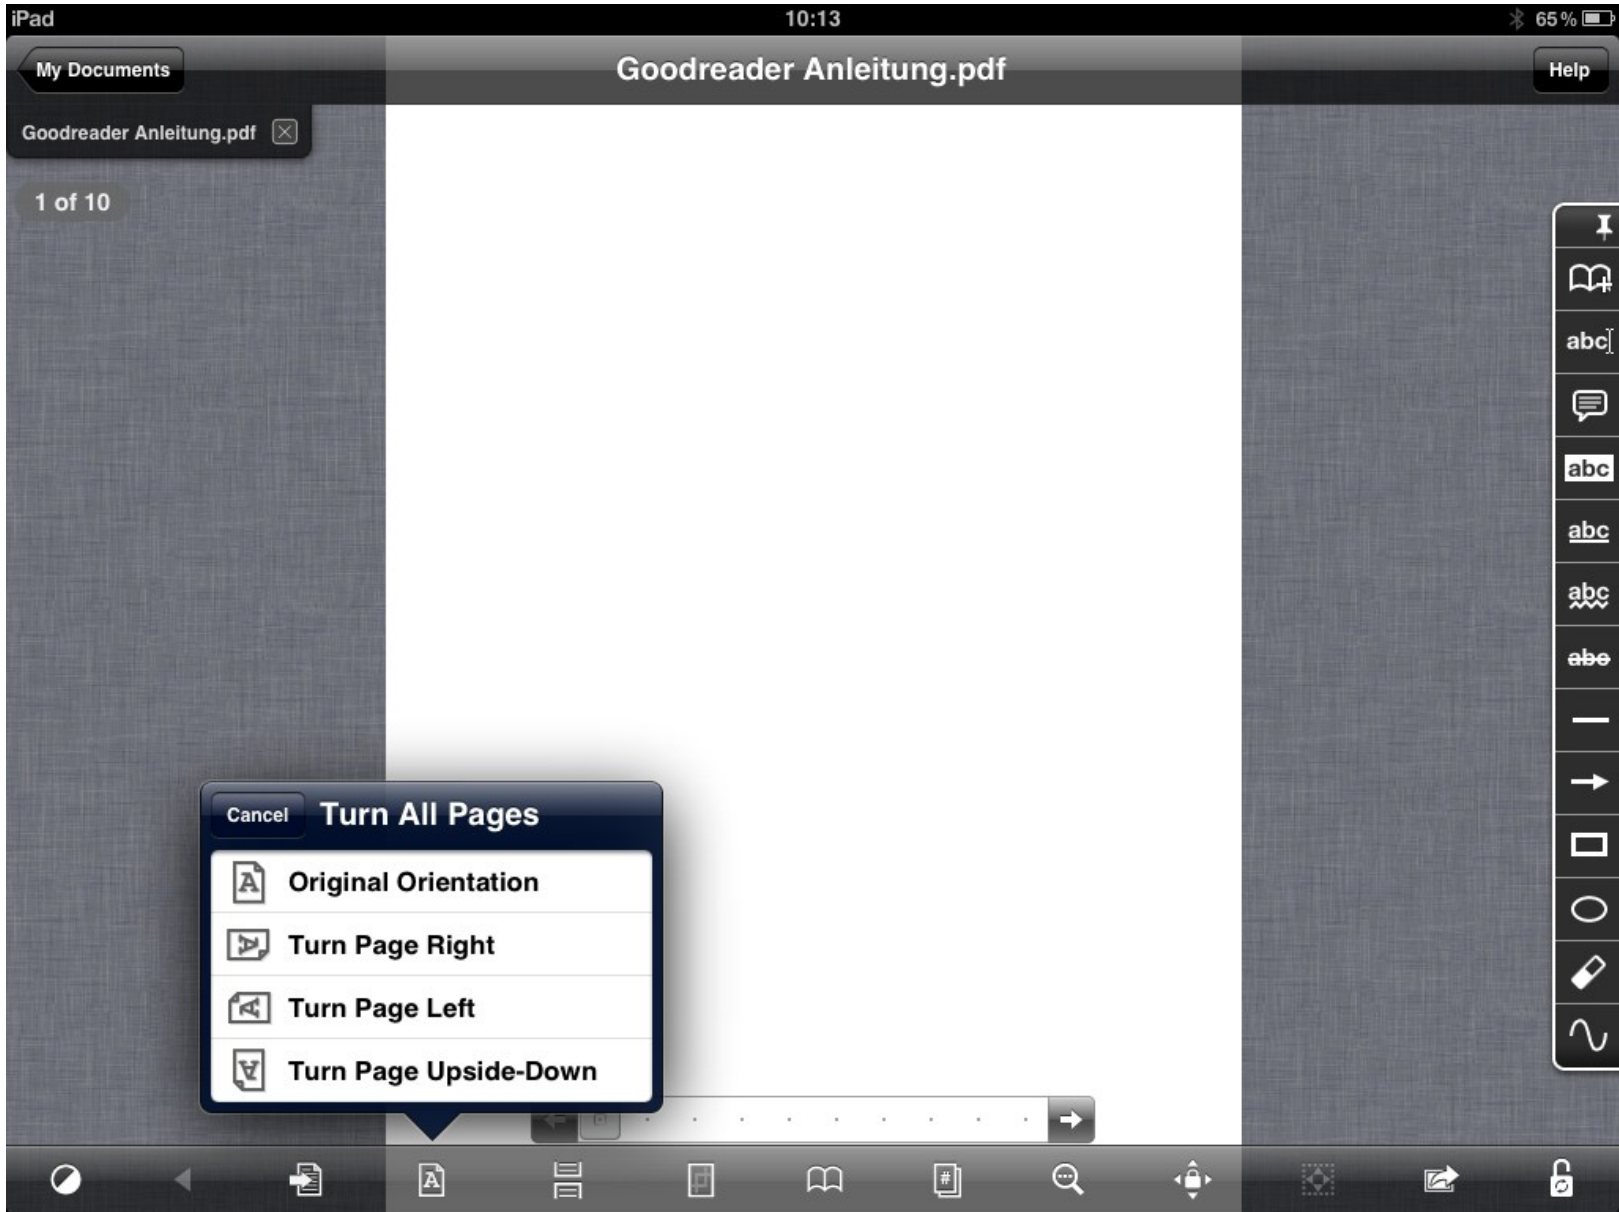 iPad 10:13 65%
My Documents Goodreader Anleitung.pdf Help
Goodreader Anleitung.pdf
1 of 10
abc
abc
abc
abc
abc
Cancel Turn All Pages
A Original Orientation
A Turn Page Right
A Turn Page Left
A Turn Page Upside-Down
A #